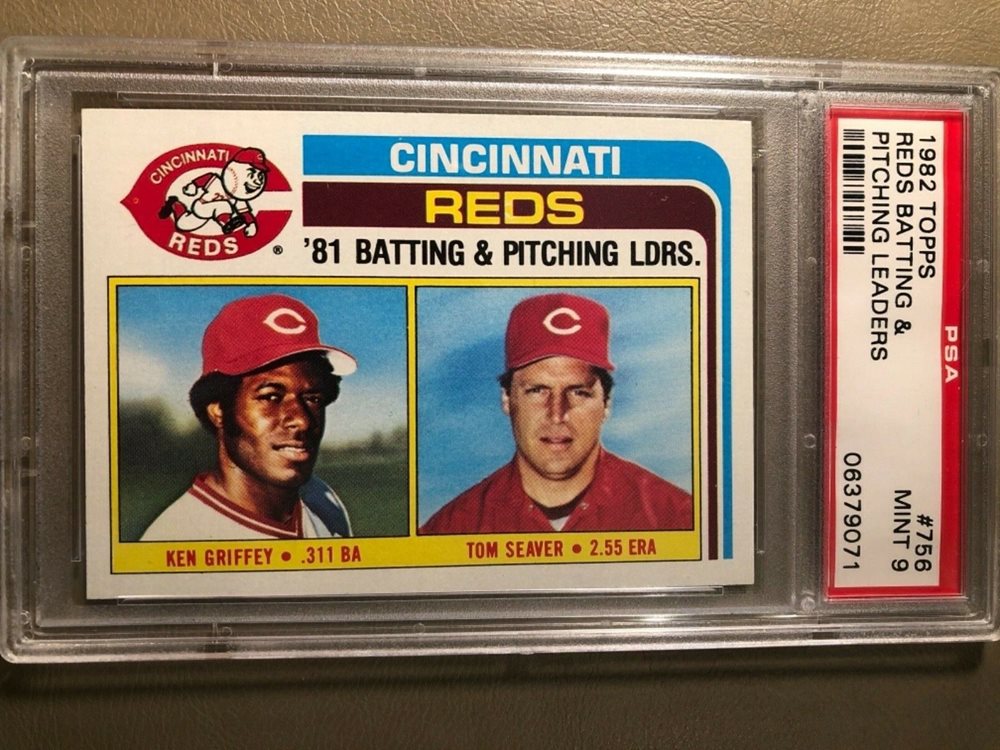 CINCINNATI
REDS
®
CINCINNATI
REDS
'81 BATTING & PITCHING LDRS.
KEN GRIFFEY • .311 BA
TOM SEAVER • 2.55 ERA
1982 TOPPS
REDS BATTING &
PITCHING LEADERS
PSA
#756
MINT 9
06379071